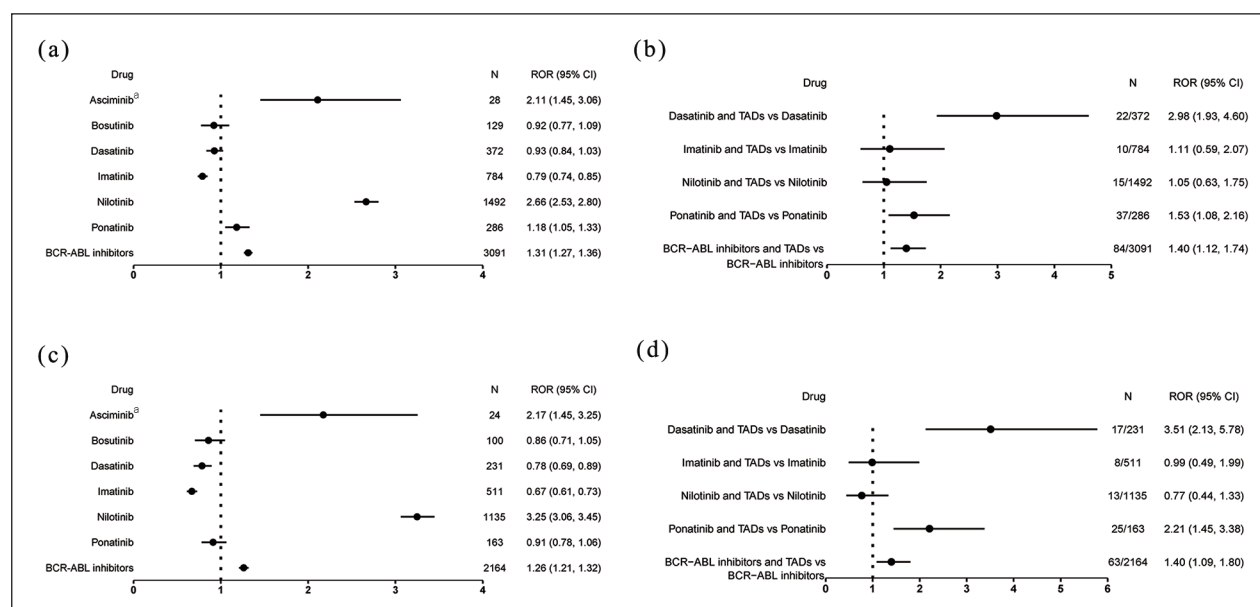 (a)
Drug N ROR (95% CI)
Asciminib^a 28 2.11 (1.45, 3.06)
Bosutinib 129 0.92 (0.77, 1.09)
Dasatinib 372 0.93 (0.84, 1.03)
Imatinib 784 0.79 (0.74, 0.85)
Nilotinib 1492 2.66 (2.53, 2.80)
Ponatinib 286 1.18 (1.05, 1.33)
BCR-ABL inhibitors 3091 1.31 (1.27, 1.36)
0 1 2 3 4
(b)
Drug N ROR (95% CI)
Dasatinib and TADs vs Dasatinib 22/372 2.98 (1.93, 4.60)
Imatinib and TADs vs Imatinib 10/784 1.11 (0.59, 2.07)
Nilotinib and TADs vs Nilotinib 15/1492 1.05 (0.63, 1.75)
Ponatinib and TADs vs Ponatinib 37/286 1.53 (1.08, 2.16)
BCR−ABL inhibitors and TADs vs 84/3091 1.40 (1.12, 1.74)
BCR−ABL inhibitors
0 1 2 3 4 5
(c)
Drug N ROR (95% CI)
Asciminib^a 24 2.17 (1.45, 3.25)
Bosutinib 100 0.86 (0.71, 1.05)
Dasatinib 231 0.78 (0.69, 0.89)
Imatinib 511 0.67 (0.61, 0.73)
Nilotinib 1135 3.25 (3.06, 3.45)
Ponatinib 163 0.91 (0.78, 1.06)
BCR-ABL inhibitors 2164 1.26 (1.21, 1.32)
0 1 2 3 4
(d)
Drug N ROR (95% CI)
Dasatinib and TADs vs Dasatinib 17/231 3.51 (2.13, 5.78)
Imatinib and TADs vs Imatinib 8/511 0.99 (0.49, 1.99)
Nilotinib and TADs vs Nilotinib 13/1135 0.77 (0.44, 1.33)
Ponatinib and TADs vs Ponatinib 25/163 2.21 (1.45, 3.38)
BCR−ABL inhibitors and TADs vs 63/2164 1.40 (1.09, 1.80)
BCR−ABL inhibitors
0 1 2 3 4 5 6